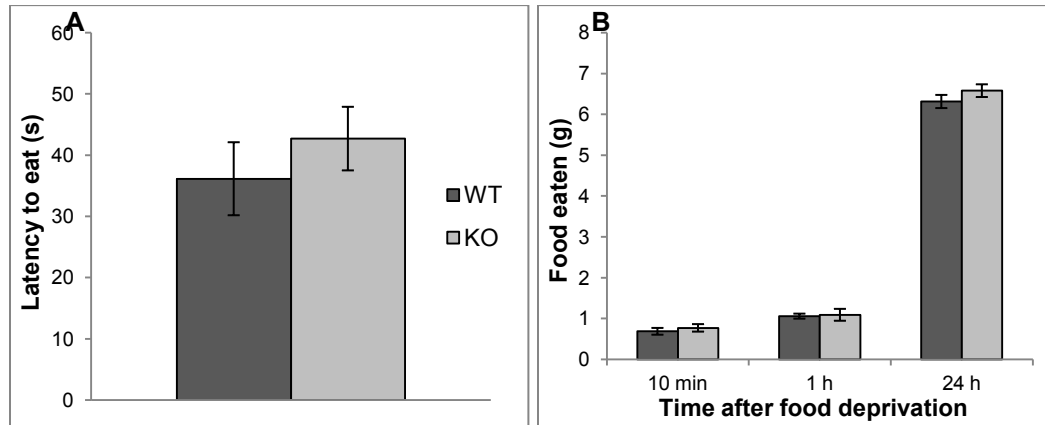 A
Latency to eat (s)
60
50
40
30
20
10
0
WT
KO
B
Food eaten (g)
8
7
6
5
4
3
2
1
0
10 min
1 h
24 h
Time after food deprivation